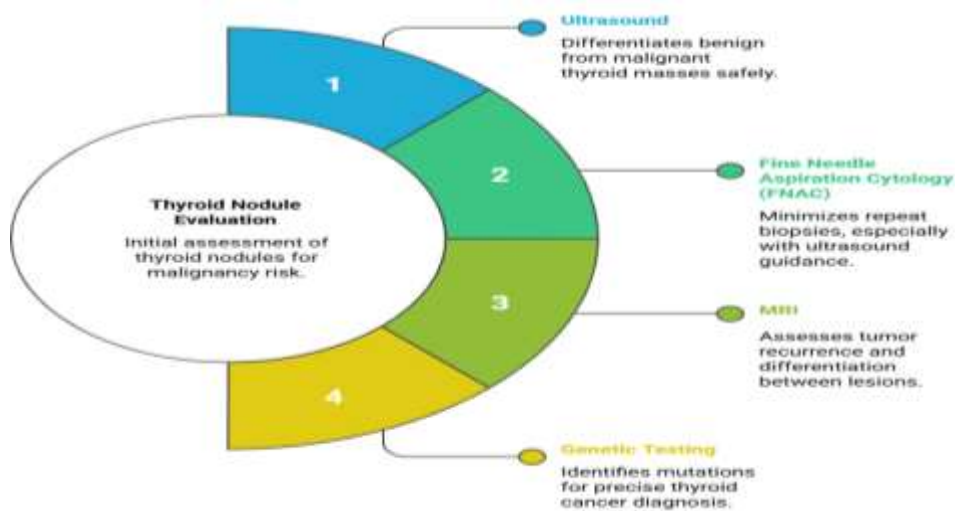 Ultrasound
Differentiates benign
from malignant
thyroid masses safely.
1
2
Fine Needle
Aspiration Cytology
(FNAC)
Minimizes repeat
biopsies, especially
with ultrasound
guidance.
Thyroid Nodule
Evaluation
Initial assessment of
thyroid nodules for
malignancy risk.
3
MRI
Assesses tumor
recurrence and
differentiation
between lesions.
4
Genetic Testing
Identifies mutations
for precise thyroid
cancer diagnosis.